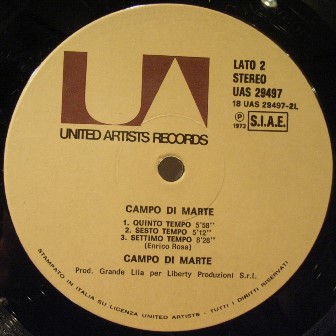 UA
UNITED ARTISTS RECORDS
LATO 2
STEREO
UAS 29497
18 UAS 29497-2L
Ⓟ 1973 S.I.A.E.
CAMPO DI MARTE
1. QUINTO TEMPO 5'58''
2. SESTO TEMPO 5'12''
3. SETTIMO TEMPO 8'28''
(Enrico Rosa)
CAMPO DI MARTE
Prod. Grande Lila per Liberty Produzioni S.r.l.
STAMPATO IN ITALIA SU LICENZA UNITED ARTIST - TUTTI I DIRITTI RISERVATI